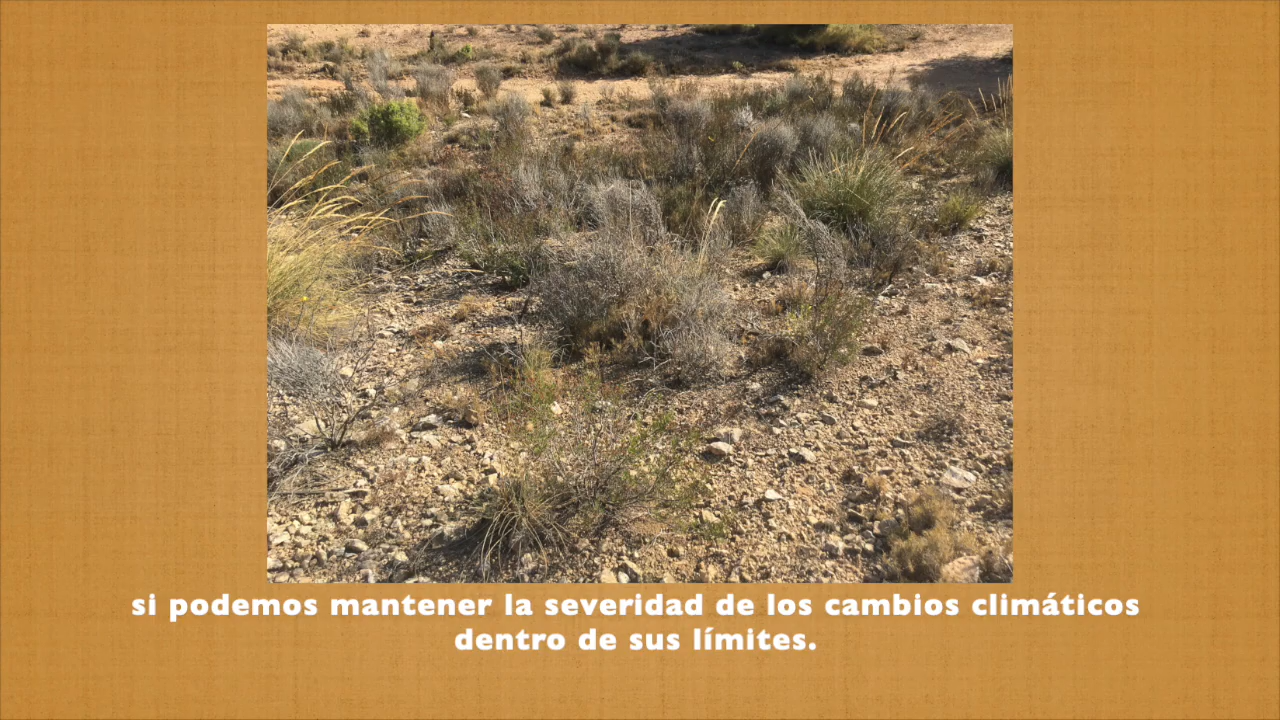 si podemos mantener la severidad de los cambios climáticos
dentro de sus límites.